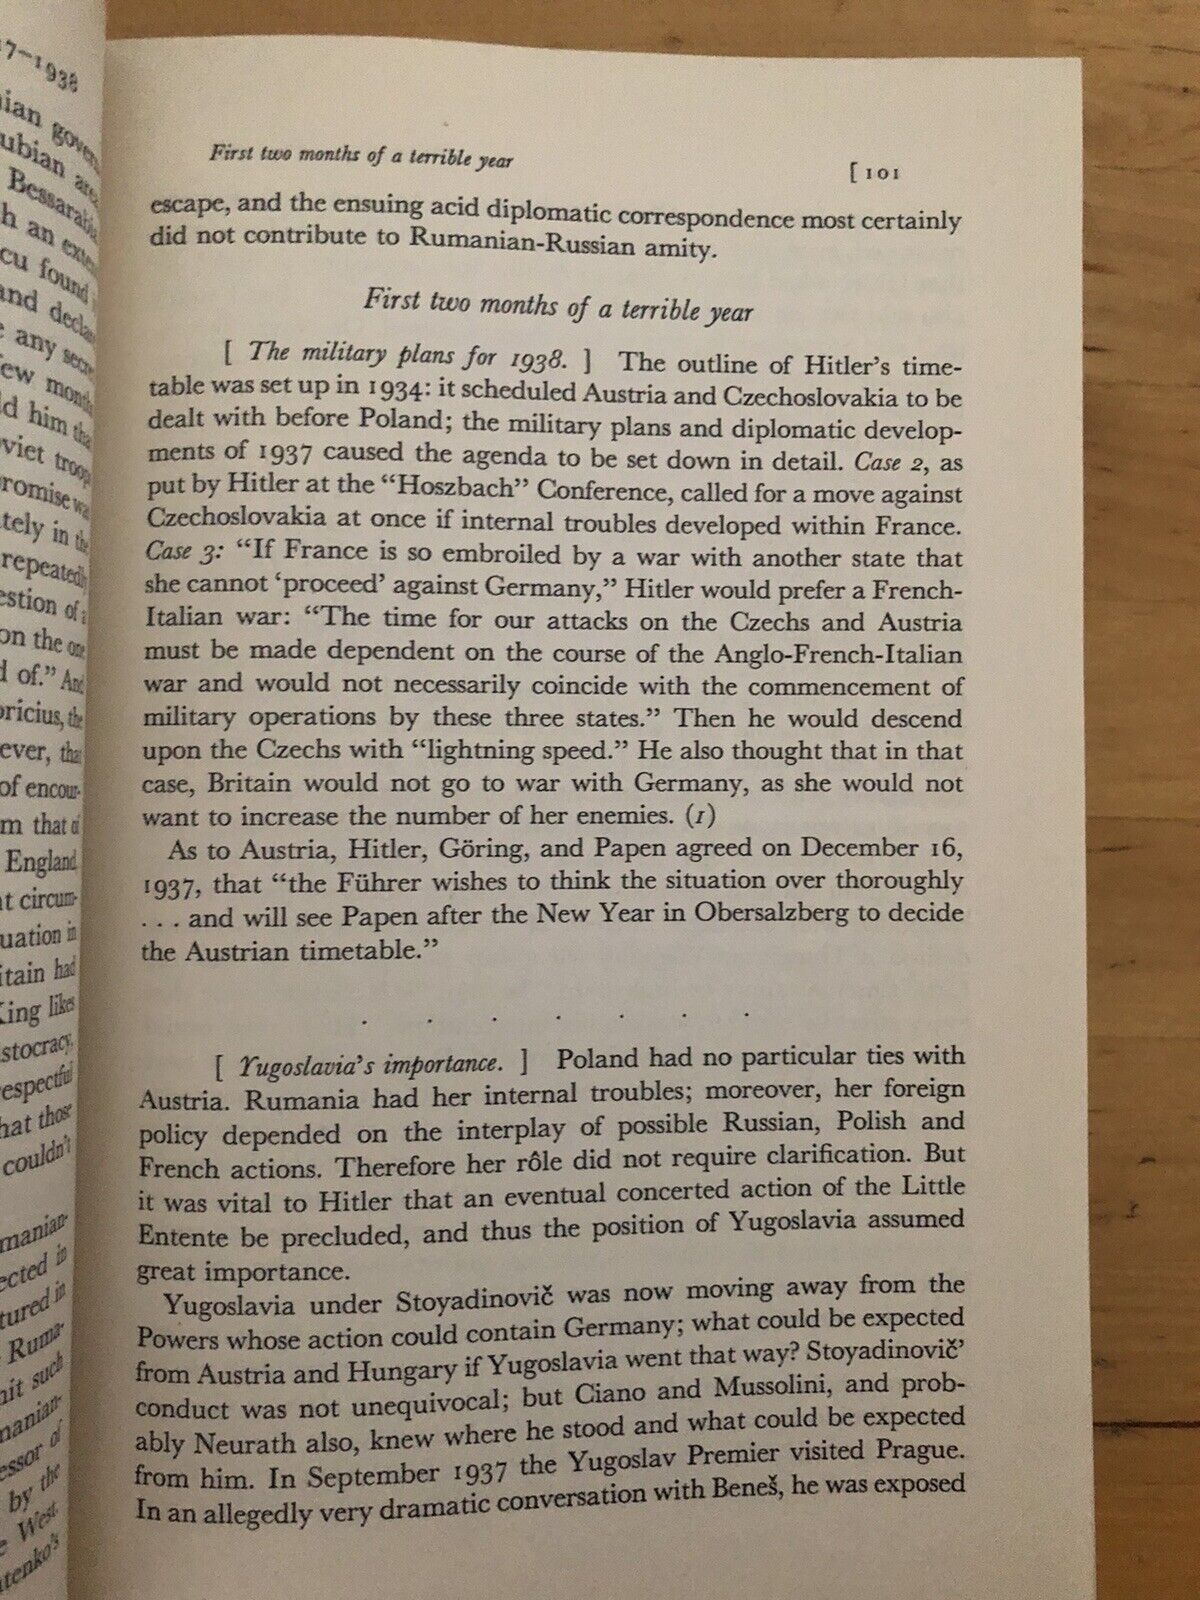 17–1938
First two months of a terrible year
[ 101
escape, and the ensuing acid diplomatic correspondence most certainly
did not contribute to Rumanian-Russian amity.
First two months of a terrible year
[ The military plans for 1938. ] The outline of Hitler's time-
table was set up in 1934: it scheduled Austria and Czechoslovakia to be
dealt with before Poland; the military plans and diplomatic develop-
ments of 1937 caused the agenda to be set down in detail. Case 2, as
put by Hitler at the "Hoszbach" Conference, called for a move against
Czechoslovakia at once if internal troubles developed within France.
Case 3: "If France is so embroiled by a war with another state that
she cannot 'proceed' against Germany," Hitler would prefer a French-
Italian war: "The time for our attacks on the Czechs and Austria
must be made dependent on the course of the Anglo-French-Italian
war and would not necessarily coincide with the commencement of
military operations by these three states." Then he would descend
upon the Czechs with "lightning speed." He also thought that in that
case, Britain would not go to war with Germany, as she would not
want to increase the number of her enemies. (1)
As to Austria, Hitler, Göring, and Papen agreed on December 16,
1937, that "the Führer wishes to think the situation over thoroughly
. . . and will see Papen after the New Year in Obersalzberg to decide
the Austrian timetable."
. . . . . . .
[ Yugoslavia's importance. ] Poland had no particular ties with
Austria. Rumania had her internal troubles; moreover, her foreign
policy depended on the interplay of possible Russian, Polish and
French actions. Therefore her rôle did not require clarification. But
it was vital to Hitler that an eventual concerted action of the Little
Entente be precluded, and thus the position of Yugoslavia assumed
great importance.
Yugoslavia under Stoyadinovič was now moving away from the
Powers whose action could contain Germany; what could be expected
from Austria and Hungary if Yugoslavia went that way? Stoyadinovič'
conduct was not unequivocal; but Ciano and Mussolini, and prob-
ably Neurath also, knew where he stood and what could be expected
from him. In September 1937 the Yugoslav Premier visited Prague.
In an allegedly very dramatic conversation with Beneš, he was exposed